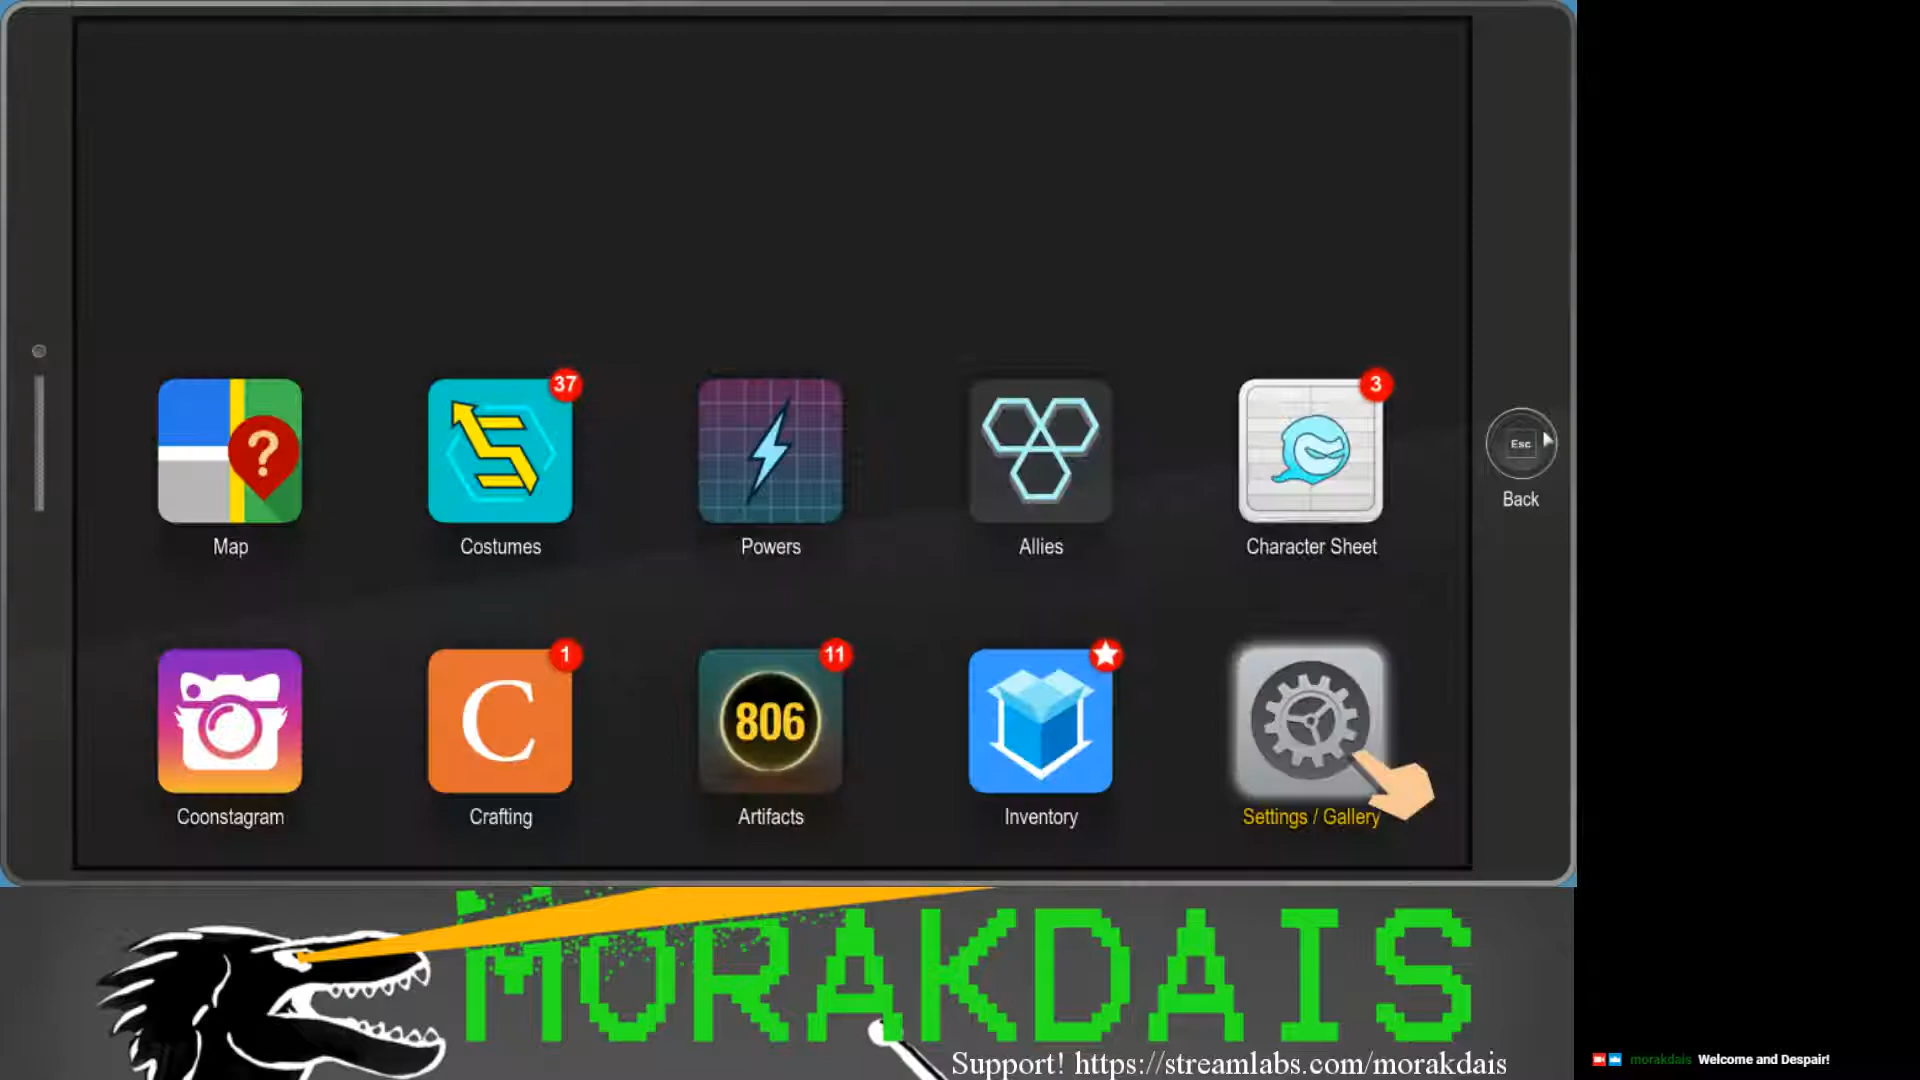 37
3
?
Esc
Map
Costumes
Powers
Allies
Character Sheet
Back
1
11
C
806
Coonstagram
Crafting
Artifacts
Inventory
Settings / Gallery
MORAKDAIS
Support! https://streamlabs.com/morakdais
morakdais Welcome and Despair!